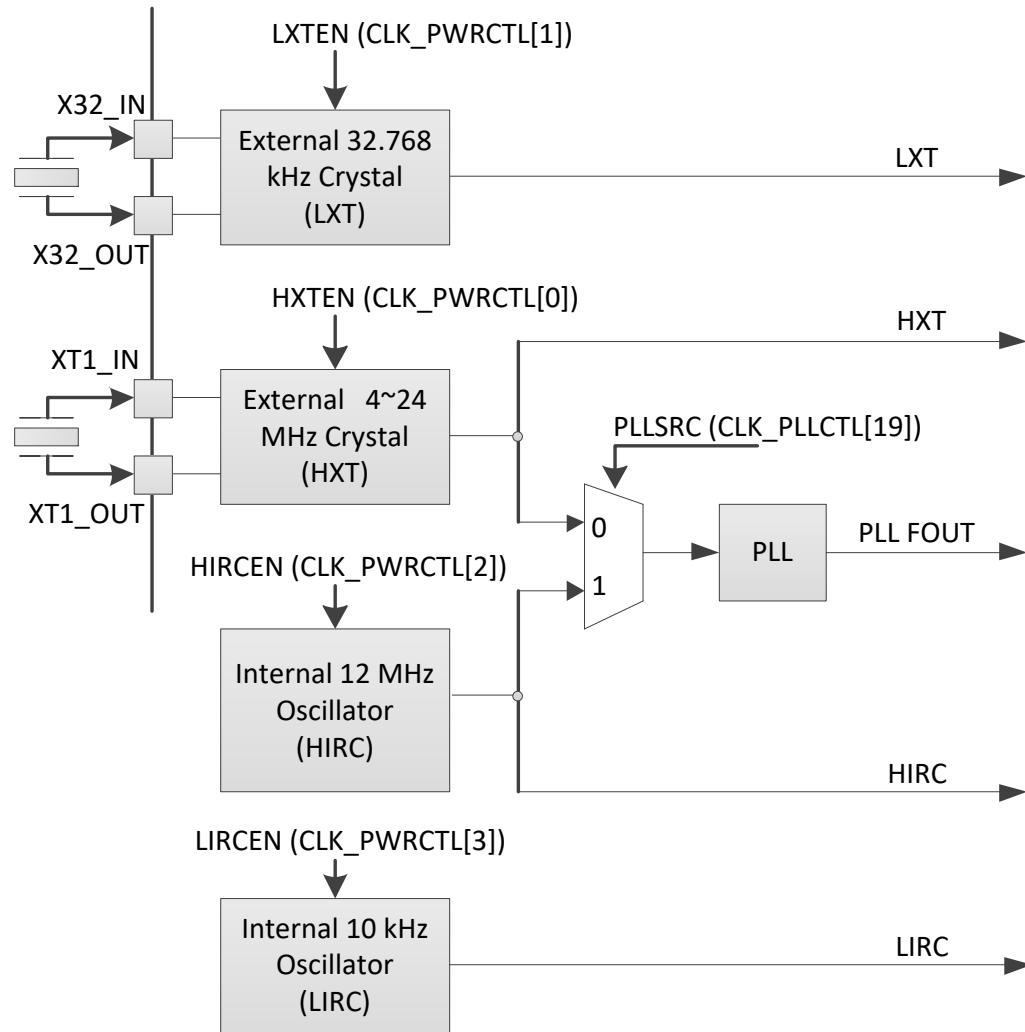 LXTEN (CLK_PWRCTL[1])
X32_IN
External 32.768
kHz Crystal
(LXT)
LXT
X32_OUT
HXTEN (CLK_PWRCTL[0])
HXT
XT1_IN
External 4~24
MHz Crystal
(HXT)
PLLSRC (CLK_PLLCTL[19])
XT1_OUT
0
PLL
PLL FOUT
HIRCEN (CLK_PWRCTL[2])
1
Internal 12 MHz
Oscillator
(HIRC)
HIRC
LIRCEN (CLK_PWRCTL[3])
Internal 10 kHz
Oscillator
(LIRC)
LIRC